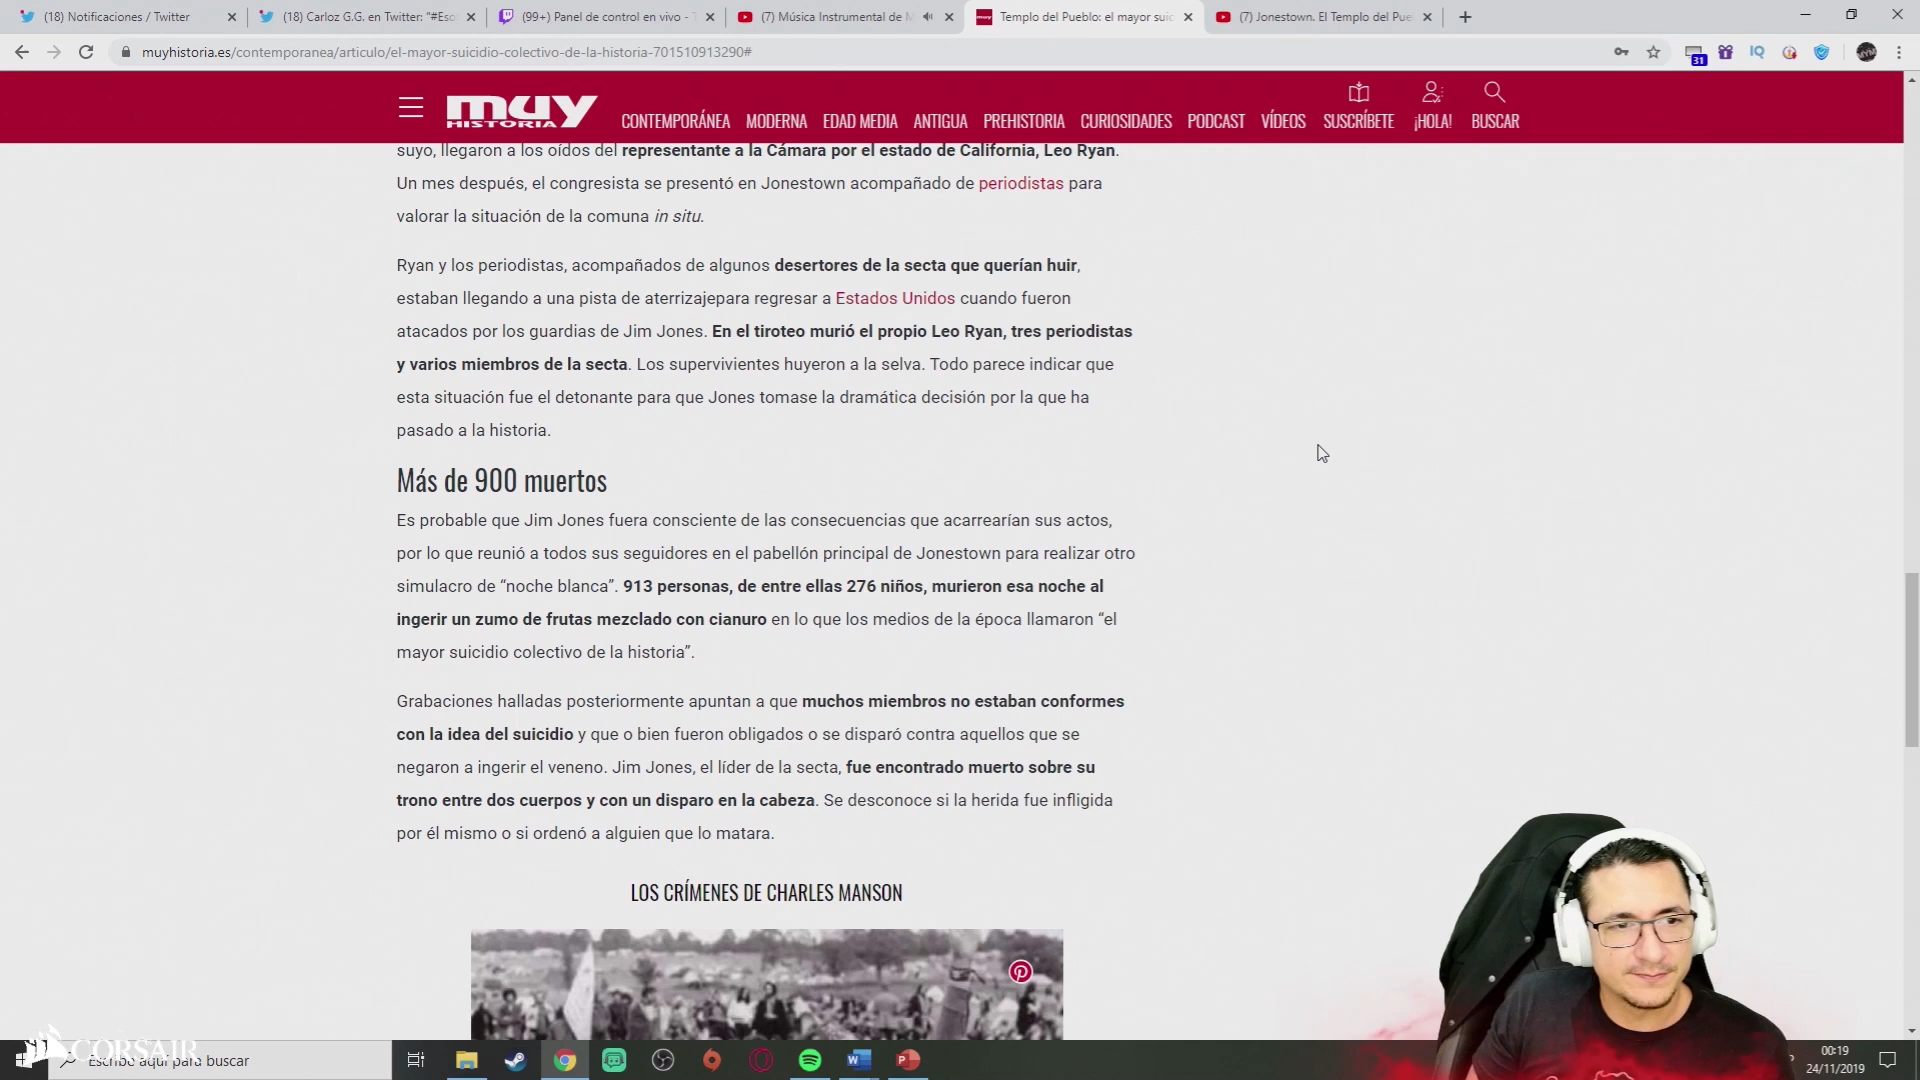 (18) Notificaciones / Twitter
(18) Carloz G.G. en Twitter: "#Eso
(99+) Panel de control en vivo - T
(7) Música Instrumental de M
Templo del Pueblo: el mayor suic
(7) Jonestown. El Templo del Pue
muyhistoria.es/contemporanea/articulo/el-mayor-suicidio-colectivo-de-la-historia-701510913290#
31
IQ
muy
HISTORIA
CONTEMPORÁNEA MODERNA EDAD MEDIA ANTIGUA PREHISTORIA CURIOSIDADES PODCAST VÍDEOS SUSCRÍBETE ¡HOLA! BUSCAR
suyo, llegaron a los oídos del representante a la Cámara por el estado de California, Leo Ryan.
Un mes después, el congresista se presentó en Jonestown acompañado de periodistas para
valorar la situación de la comuna in situ.
Ryan y los periodistas, acompañados de algunos desertores de la secta que querían huir,
estaban llegando a una pista de aterrizajepara regresar a Estados Unidos cuando fueron
atacados por los guardias de Jim Jones. En el tiroteo murió el propio Leo Ryan, tres periodistas
y varios miembros de la secta. Los supervivientes huyeron a la selva. Todo parece indicar que
esta situación fue el detonante para que Jones tomase la dramática decisión por la que ha
pasado a la historia.
Más de 900 muertos
Es probable que Jim Jones fuera consciente de las consecuencias que acarrearían sus actos,
por lo que reunió a todos sus seguidores en el pabellón principal de Jonestown para realizar otro
simulacro de “noche blanca”. 913 personas, de entre ellas 276 niños, murieron esa noche al
ingerir un zumo de frutas mezclado con cianuro en lo que los medios de la época llamaron “el
mayor suicidio colectivo de la historia”.
Grabaciones halladas posteriormente apuntan a que muchos miembros no estaban conformes
con la idea del suicidio y que o bien fueron obligados o se disparó contra aquellos que se
negaron a ingerir el veneno. Jim Jones, el líder de la secta, fue encontrado muerto sobre su
trono entre dos cuerpos y con un disparo en la cabeza. Se desconoce si la herida fue infligida
por él mismo o si ordenó a alguien que lo matara.
LOS CRÍMENES DE CHARLES MANSON
CORSAIR
Escribe aquí para buscar
00:19
24/11/2019